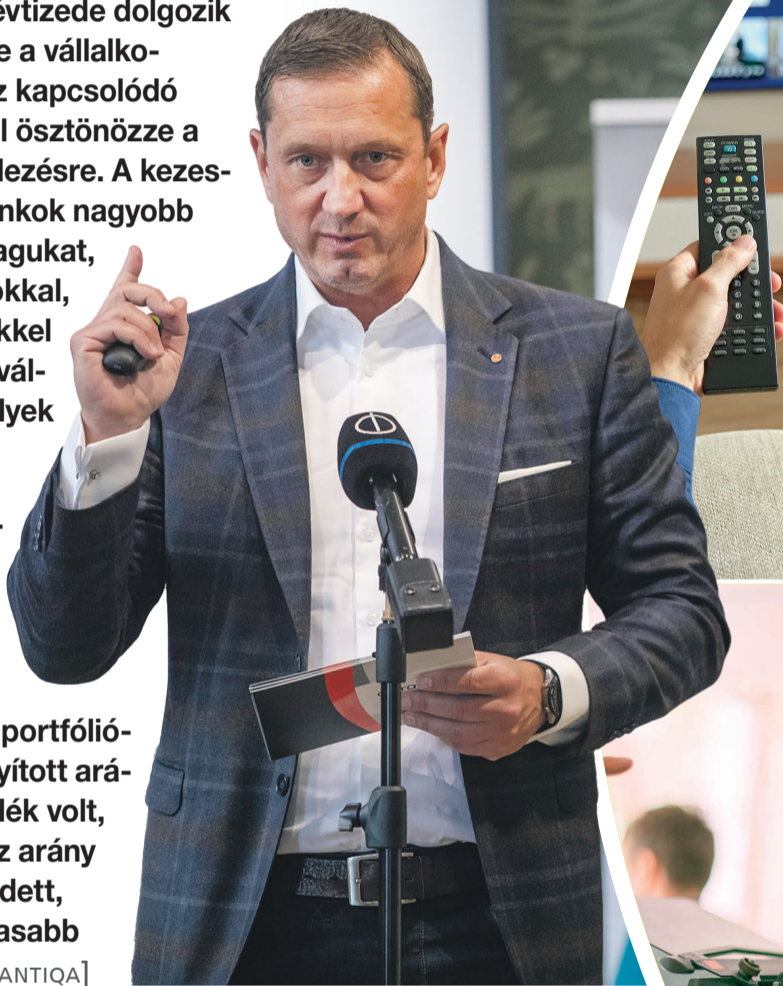 évtizede dolgozik
e a vállalko-
z kapcsolódó
l ösztönözze a
lezésre. A kezes-
nkok nagyobb
agukat,
okkal,
kkel
vál-
lyek
portfólió-
yított ará-
lék volt,
z arány
dett,
asabb
ANTIQA]